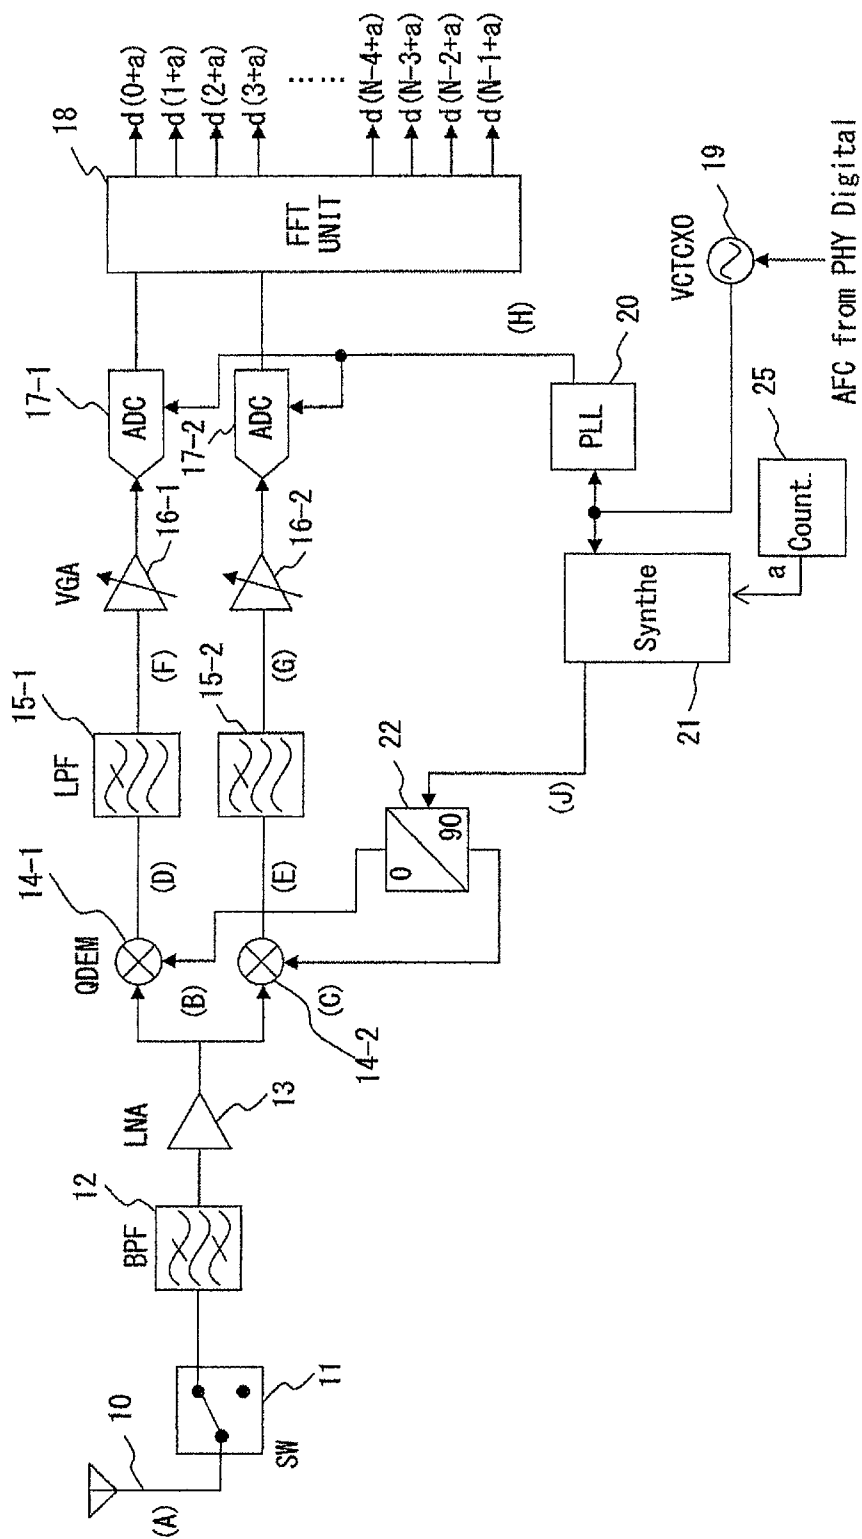 (A)
10
SW
11
BPF
12
LNA
13
QDEM
14-1
(B)
(C)
14-2
(D)
(E)
LPF
15-1
15-2
(F)
(G)
VGA
16-1
16-2
17-1
ADC
17-2
ADC
18
FFT
UNIT
d(0+a)
d(1+a)
d(2+a)
d(3+a)
d(N-4+a)
d(N-3+a)
d(N-2+a)
d(N-1+a)
(H)
0
90
22
(J)
Synthe
21
PLL
20
a
Count.
25
VCTCXO
19
AFC from PHY Digital